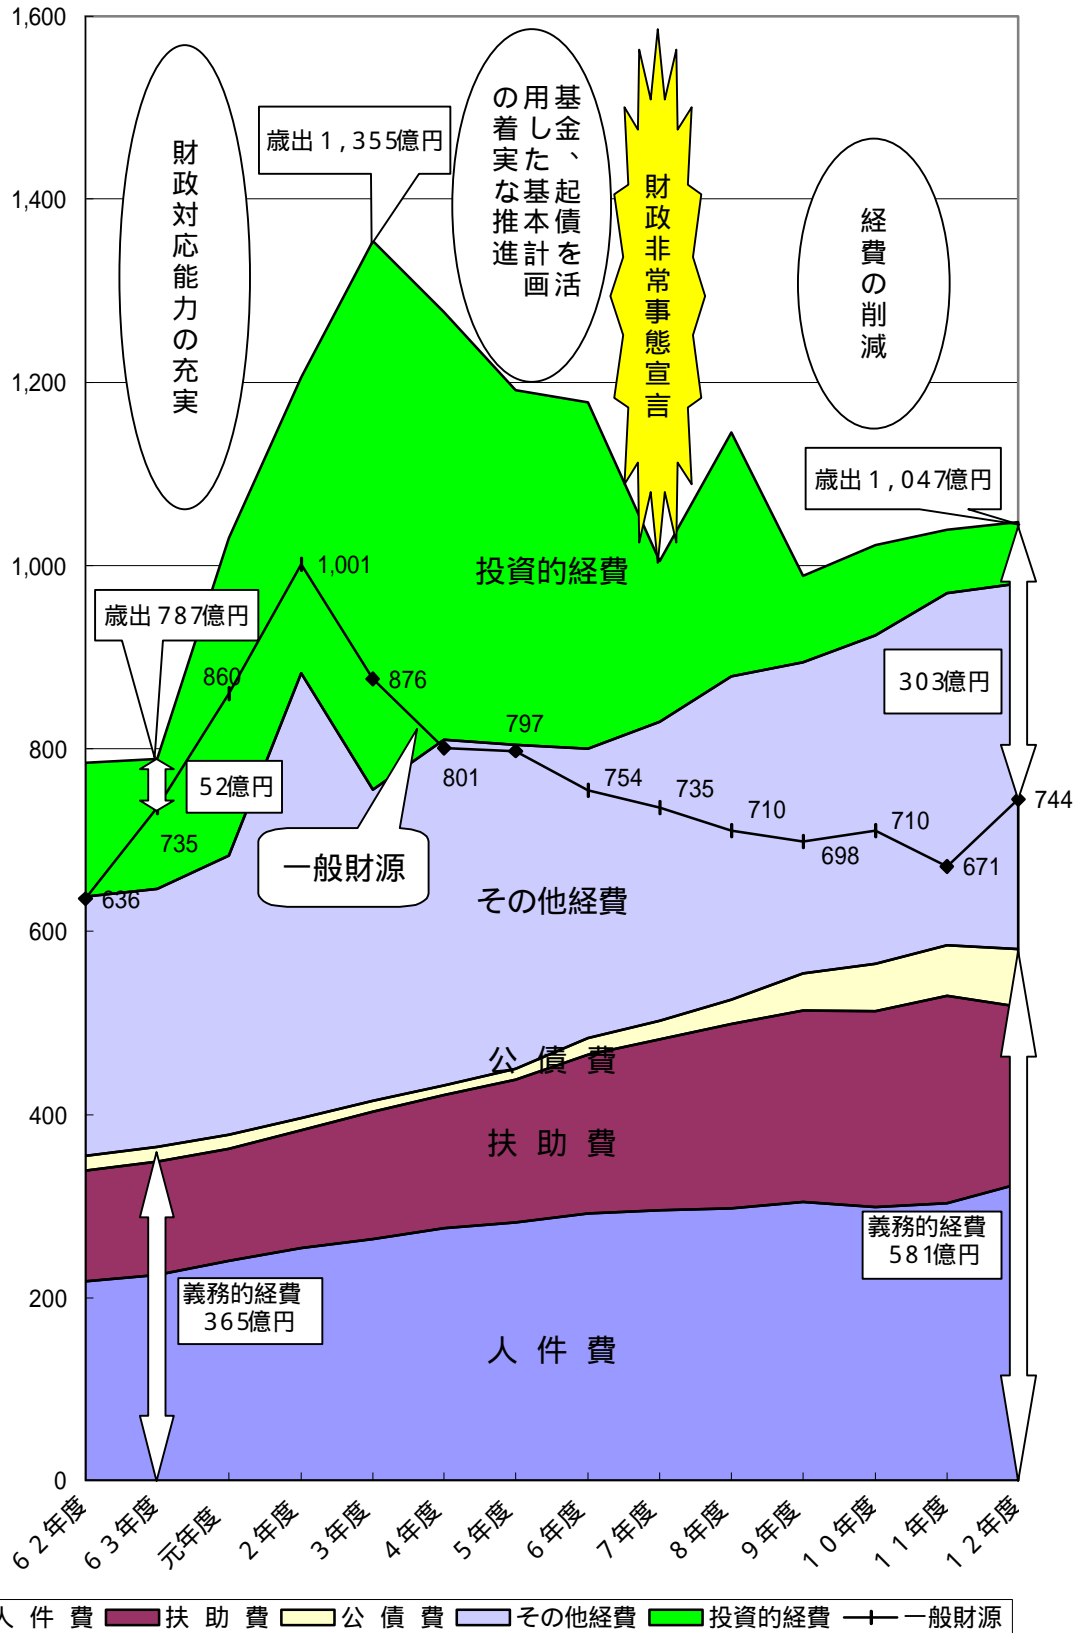 1,600
1,400
1,200
1,000
800
600
400
200
0
財政対応能力の充実
歳出1,355億円
基金、起債を活
用した基本計画
の着実な推進
財政非常事態宣言
経費の削減
歳出1,047億円
歳出787億円
52億円
303億円
投資的経費
一般財源
その他経費
公債費
扶助費
人件費
義務的経費
365億円
義務的経費
581億円
636
735
860
1,001
876
801
797
754
735
710
698
710
671
744
62年度
63年度
元年度
2年度
3年度
4年度
5年度
6年度
7年度
8年度
9年度
10年度
11年度
12年度
人件費 扶助費 公債費 その他経費 投資的経費 一般財源